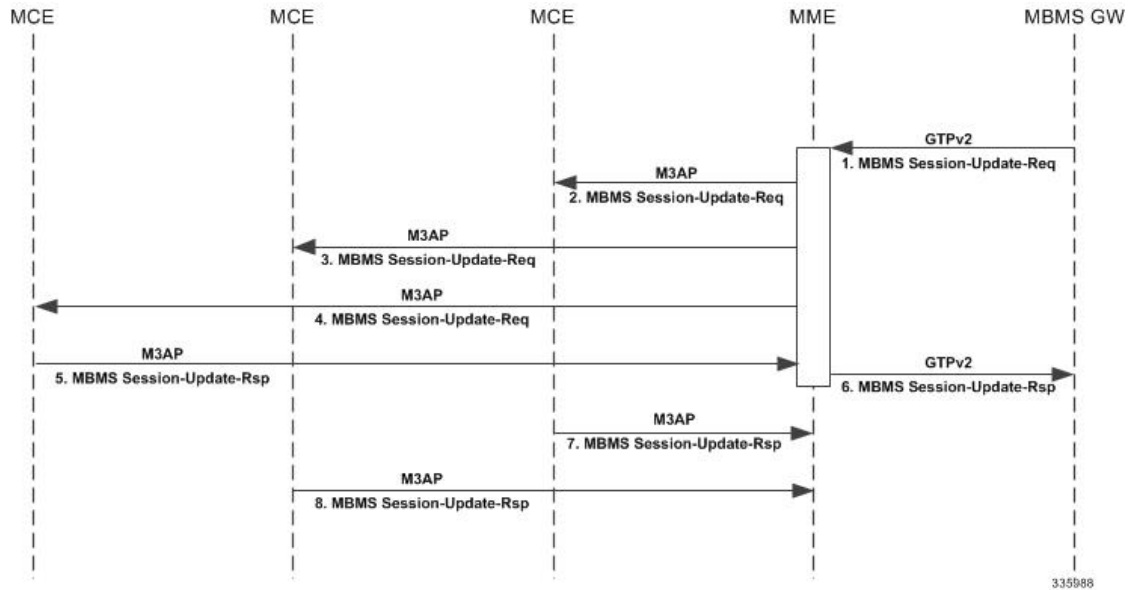 MCE MCE MCE MME MBMS GW
GTPv2
1. MBMS Session-Update-Req
M3AP
2. MBMS Session-Update-Req
M3AP
3. MBMS Session-Update-Req
M3AP
4. MBMS Session-Update-Req
M3AP
5. MBMS Session-Update-Rsp
GTPv2
6. MBMS Session-Update-Rsp
M3AP
7. MBMS Session-Update-Rsp
M3AP
8. MBMS Session-Update-Rsp
335988